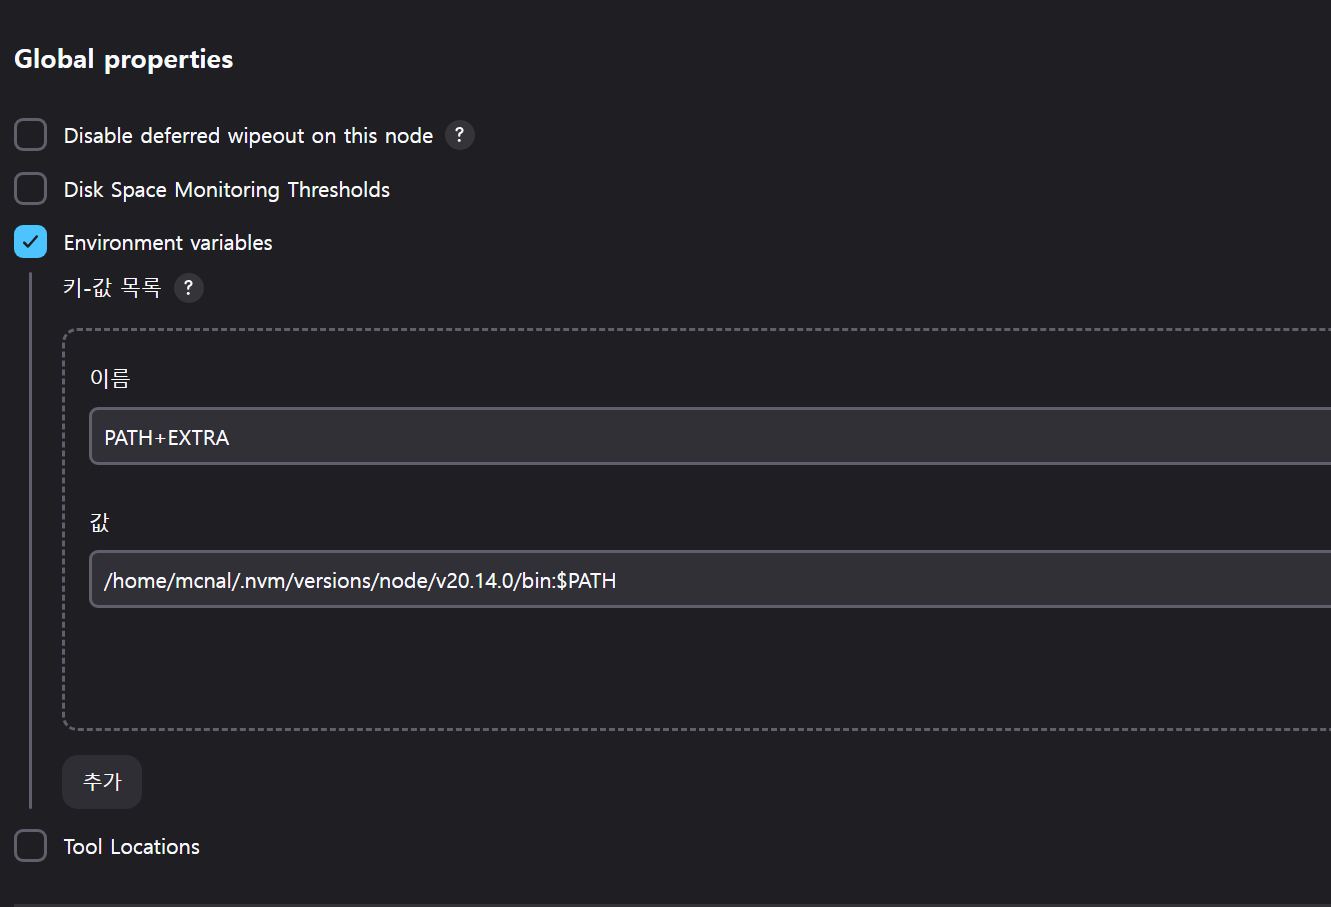 Global properties
Disable deferred wipeout on this node ?
Disk Space Monitoring Thresholds
Environment variables
키-값 목록 ?
이름
PATH+EXTRA
값
/home/mcnal/.nvm/versions/node/v20.14.0/bin:$PATH
추가
Tool Locations